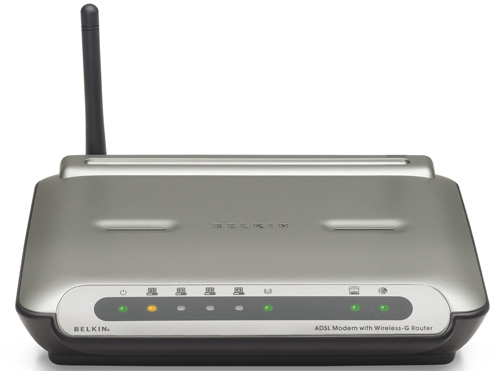 BELKIN
BELKIN®
ADSL Modem with Wireless-G Router